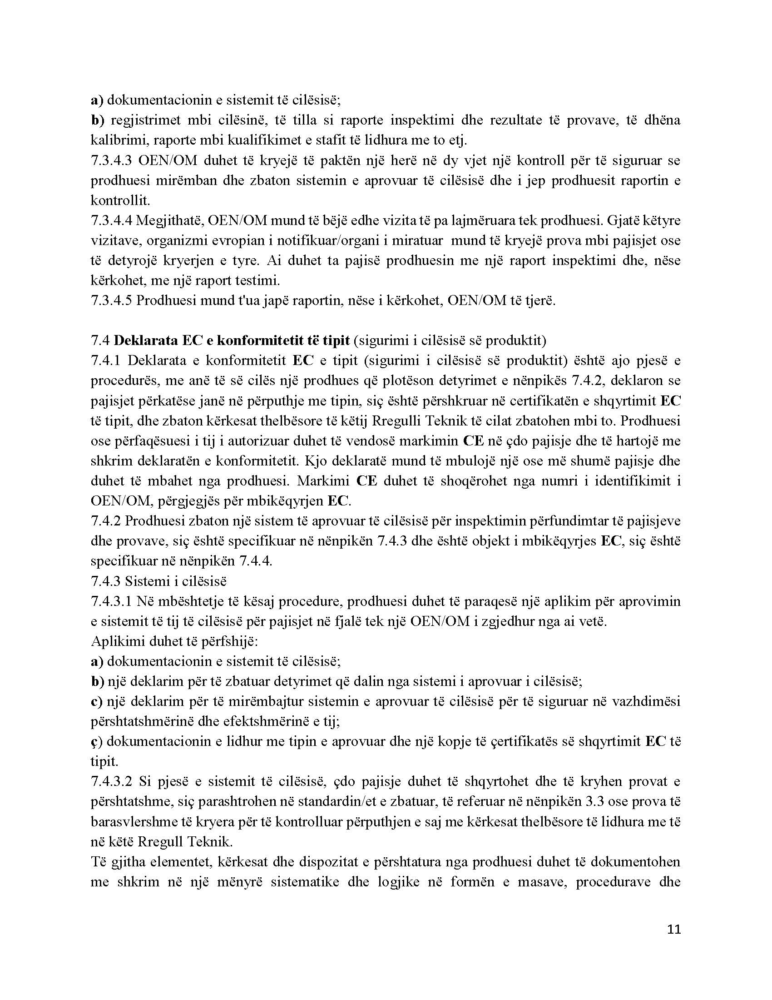 a) dokumentacionin e sistemit të cilësisë;
b) regjistrimet mbi cilësinë, të tilla si raporte inspektimi dhe rezultate të provave, të dhëna
kalibrimi, raporte mbi kualifikimet e stafit të lidhura me to etj.
7.3.4.3 OEN/OM duhet të kryejë të paktën një herë në dy vjet një kontroll për të siguruar se
prodhuesi mirëmban dhe zbaton sistemin e aprovuar të cilësisë dhe i jep prodhuesit raportin e
kontrollit.
7.3.4.4 Megjithatë, OEN/OM mund të bëjë edhe vizita të pa lajmëruara tek prodhuesi. Gjatë këtyre
vizitave, organizmi evropian i notifikuar/organi i miratuar mund të kryejë prova mbi pajisjet ose
të detyrojë kryerjen e tyre. Ai duhet ta pajisë prodhuesin me një raport inspektimi dhe, nëse
kërkohet, me një raport testimi.
7.3.4.5 Prodhuesi mund t'ua japë raportin, nëse i kërkohet, OEN/OM të tjerë.
7.4 Deklarata EC e konformitetit të tipit (sigurimi i cilësisë së produktit)
7.4.1 Deklarata e konformitetit EC e tipit (sigurimi i cilësisë së produktit) është ajo pjesë e
procedurës, me anë të së cilës një prodhues që plotëson detyrimet e nënpikës 7.4.2, deklaron se
pajisjet përkatëse janë në përputhje me tipin, siç është përshkruar në certifikatën e shqyrtimit EC
të tipit, dhe zbaton kërkesat thelbësore të këtij Rregulli Teknik të cilat zbatohen mbi to. Prodhuesi
ose përfaqësuesi i tij i autorizuar duhet të vendosë markimin CE në çdo pajisje dhe të hartojë me
shkrim deklaratën e konformitetit. Kjo deklaratë mund të mbulojë një ose më shumë pajisje dhe
duhet të mbahet nga prodhuesi. Markimi CE duhet të shoqërohet nga numri i identifikimit i
OEN/OM, përgjegjës për mbikëqyrjen EC.
7.4.2 Prodhuesi zbaton një sistem të aprovuar të cilësisë për inspektimin përfundimtar të pajisjeve
dhe provave, siç është specifikuar në nënpikën 7.4.3 dhe është objekt i mbikëqyrjes EC, siç është
specifikuar në nënpikën 7.4.4.
7.4.3 Sistemi i cilësisë
7.4.3.1 Në mbështetje të kësaj procedure, prodhuesi duhet të paraqesë një aplikim për aprovimin
e sistemit të tij të cilësisë për pajisjet në fjalë tek një OEN/OM i zgjedhur nga ai vetë.
Aplikimi duhet të përfshijë:
a) dokumentacionin e sistemit të cilësisë;
b) një deklarim për të zbatuar detyrimet që dalin nga sistemi i aprovuar i cilësisë;
c) një deklarim për të mirëmbajtur sistemin e aprovuar të cilësisë për të siguruar në vazhdimësi
përshtatshmërinë dhe efektshmërinë e tij;
ç) dokumentacionin e lidhur me tipin e aprovuar dhe një kopje të çertifikatës së shqyrtimit EC të
tipit.
7.4.3.2 Si pjesë e sistemit të cilësisë, çdo pajisje duhet të shqyrtohet dhe të kryhen provat e
përshtatshme, siç parashtrohen në standardin/et e zbatuar, të referuar në nënpikën 3.3 ose prova të
barasvlershme të kryera për të kontrolluar përputhjen e saj me kërkesat thelbësore të lidhura me të
në këtë Rregull Teknik.
Të gjitha elementet, kërkesat dhe dispozitat e përshtatura nga prodhuesi duhet të dokumentohen
me shkrim në një mënyrë sistematike dhe logjike në formën e masave, procedurave dhe
11